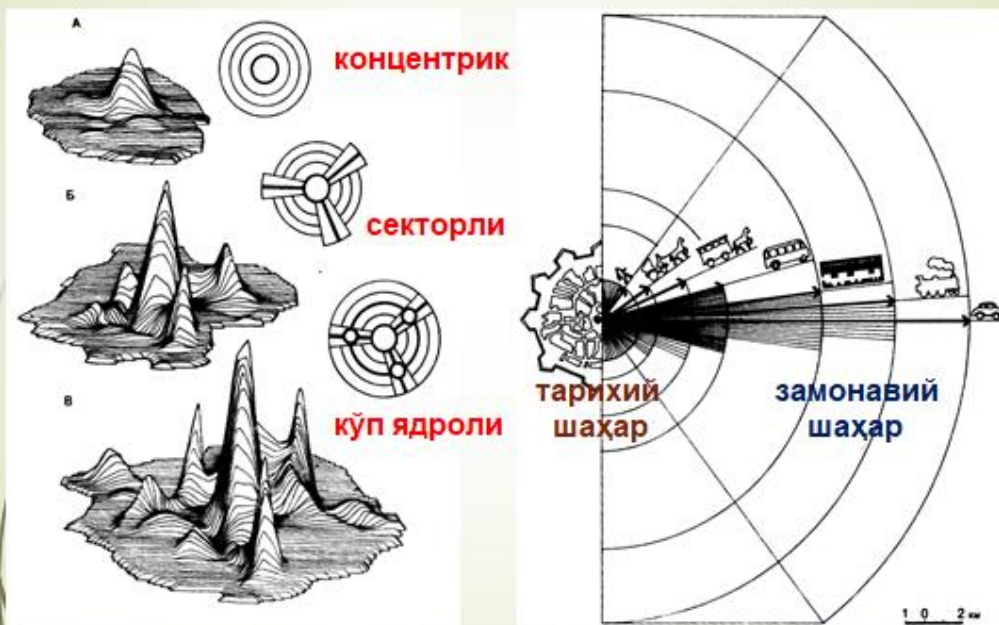 А
концентрик
Б
секторли
В
кўп ядроли
тарихий
шаҳар
замонавий
шаҳар
1 0 2 км